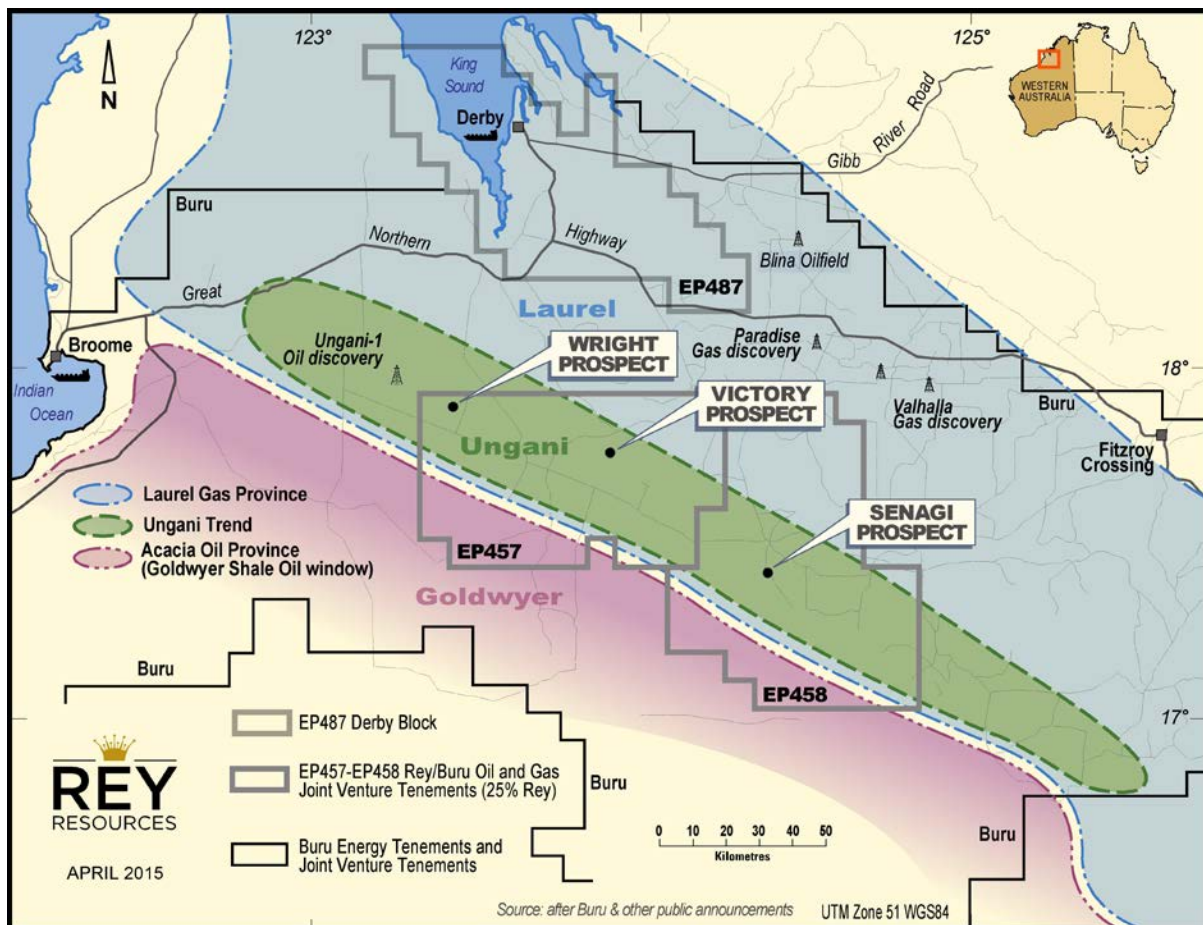 123°
125°
N
King
Sound
Derby
WESTERN
AUSTRALIA
Gibb River Road
Buru
Northern
Highway
Great
Blina Oilfield
EP487
Laurel
Broome
Indian
Ocean
Ungani-1
Oil discovery
WRIGHT
PROSPECT
Paradise
Gas discovery
VICTORY
PROSPECT
Valhalla
Gas discovery
18°
Buru
Fitzroy
Crossing
Ungani
SENAGI
PROSPECT
Laurel Gas Province
Ungani Trend
Acacia Oil Province
(Goldwyer Shale Oil window)
EP457
Goldwyer
EP458
17°
Buru
EP487 Derby Block
EP457-EP458 Rey/Buru Oil and Gas
Joint Venture Tenements (25% Rey)
Buru
Buru
Buru Energy Tenements and
Joint Venture Tenements
REY
RESOURCES
APRIL 2015
0 10 20 30 40 50
Kilometres
Source: after Buru & other public announcements
UTM Zone 51 WGS84